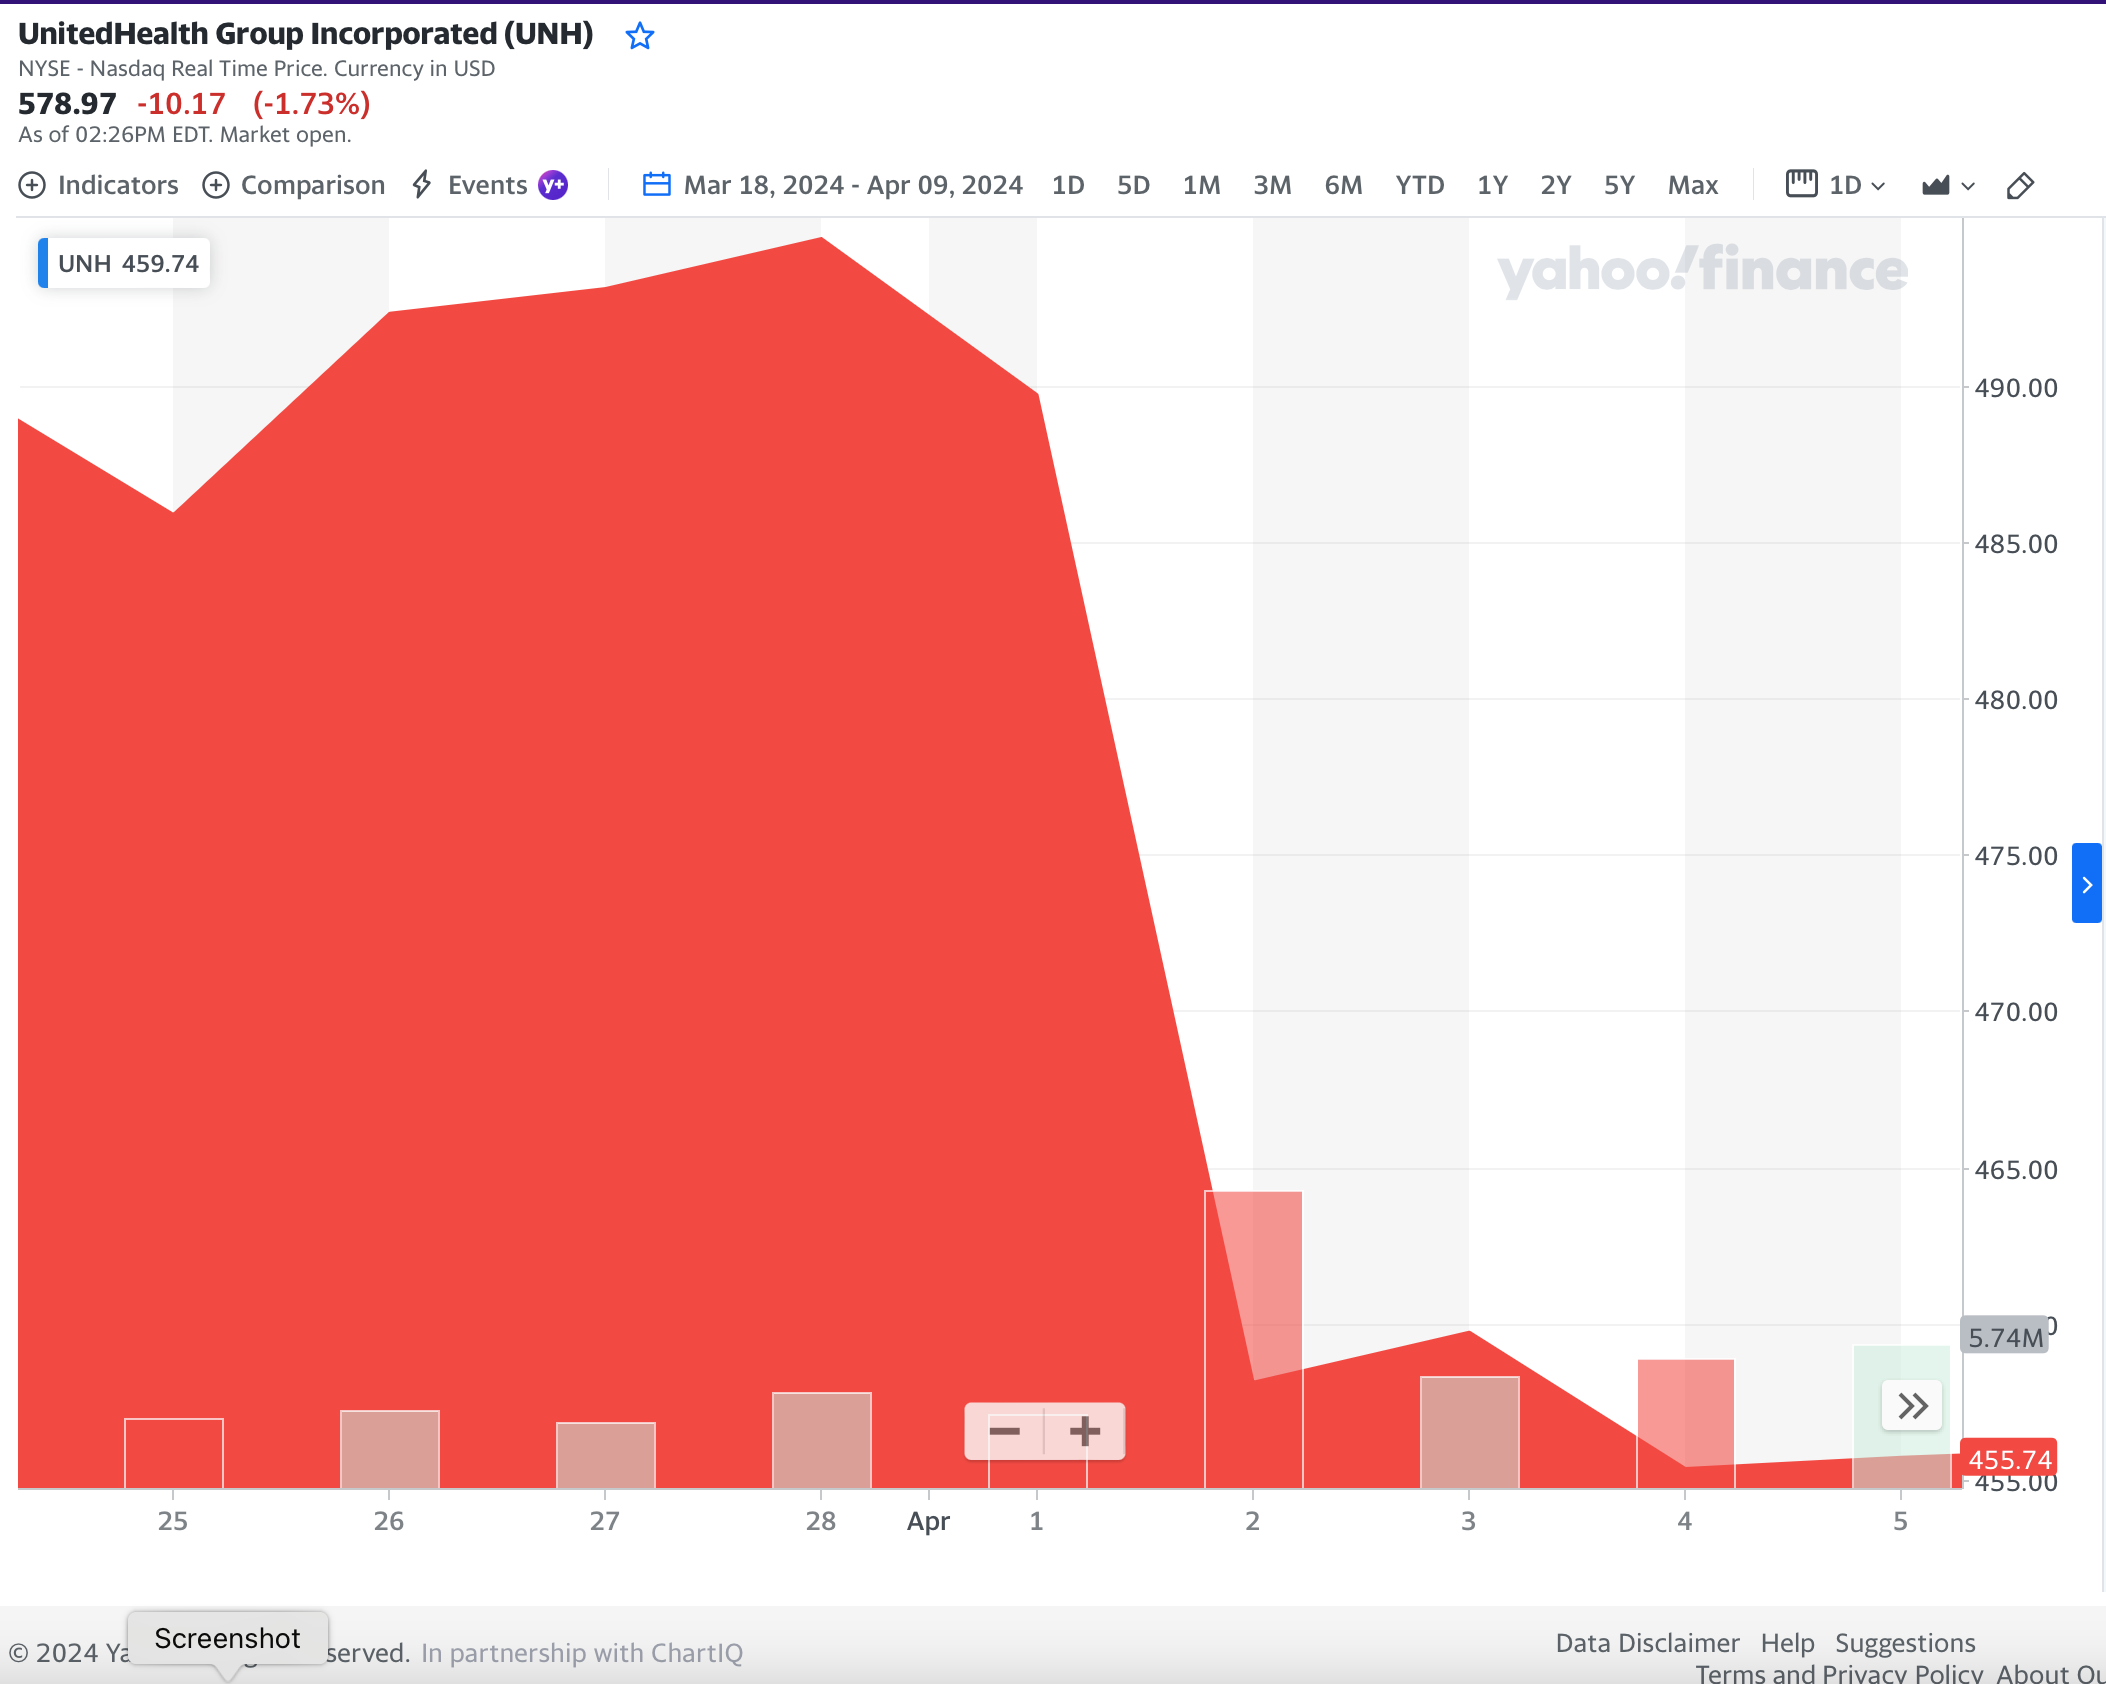 UnitedHealth Group Incorporated (UNH)
NYSE - Nasdaq Real Time Price. Currency in USD
578.97 -10.17 (-1.73%)
As of 02:26PM EDT. Market open.
Indicators Comparison Events y+ Mar 18, 2024 - Apr 09, 2024 1D 5D 1M 3M 6M YTD 1Y 2Y 5Y Max 1D
UNH 459.74
yahoo!finance
490.00
485.00
480.00
475.00
470.00
465.00
5.74M
455.74
455.00
25 26 27 28 Apr 1 2 3 4 5
Screenshot
© 2024 Ya served. In partnership with ChartIQ
Data Disclaimer Help Suggestions
Terms and Privacy Policy About Ou